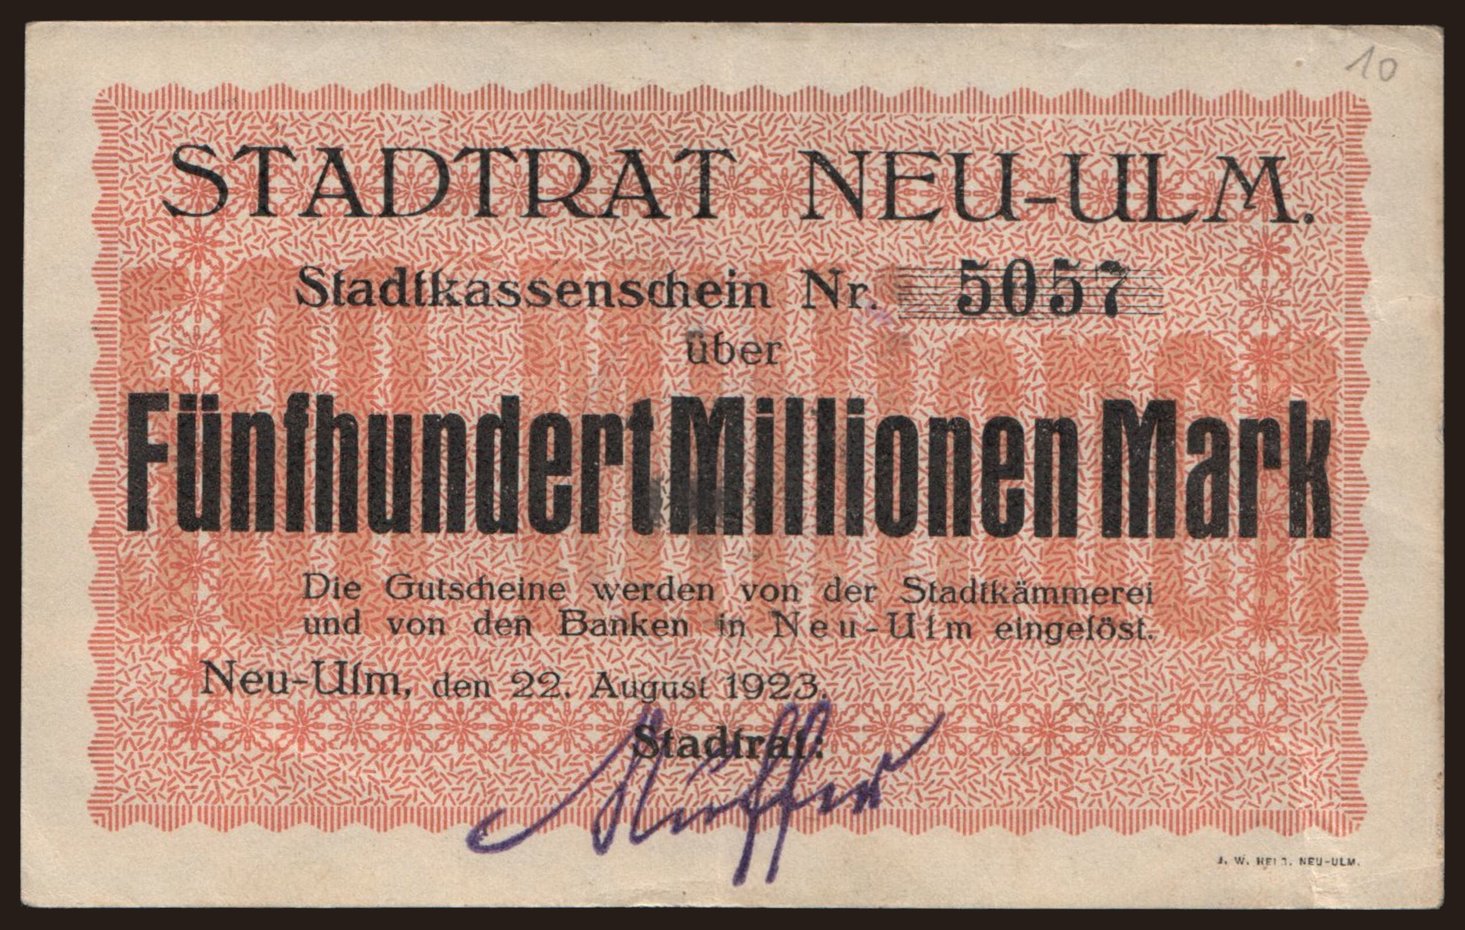 10
STADTRAT NEU-ULM.
Stadtkassenschein Nr. 5057
über
Fünfhundert Millionen Mark
Die Gutscheine werden von der Stadtkämmerei
und von den Banken in Neu-Ulm eingelöst.
Neu-Ulm, den 22. August 1923.
Stadtrat:
J. W. HELB, NEU-ULM.